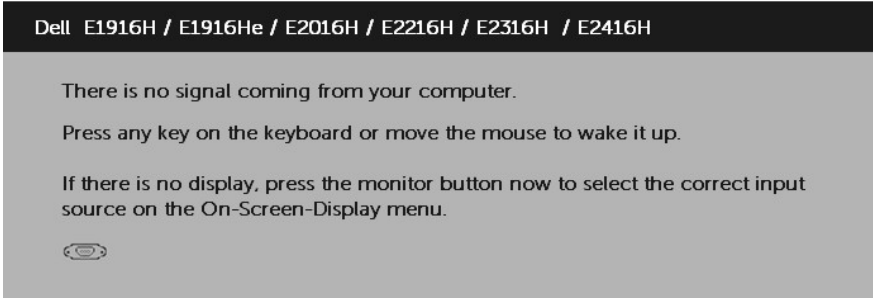 Dell E1916H / E1916He / E2016H / E2216H / E2316H / E2416H
There is no signal coming from your computer.
Press any key on the keyboard or move the mouse to wake it up.
If there is no display, press the monitor button now to select the correct input
source on the On-Screen-Display menu.